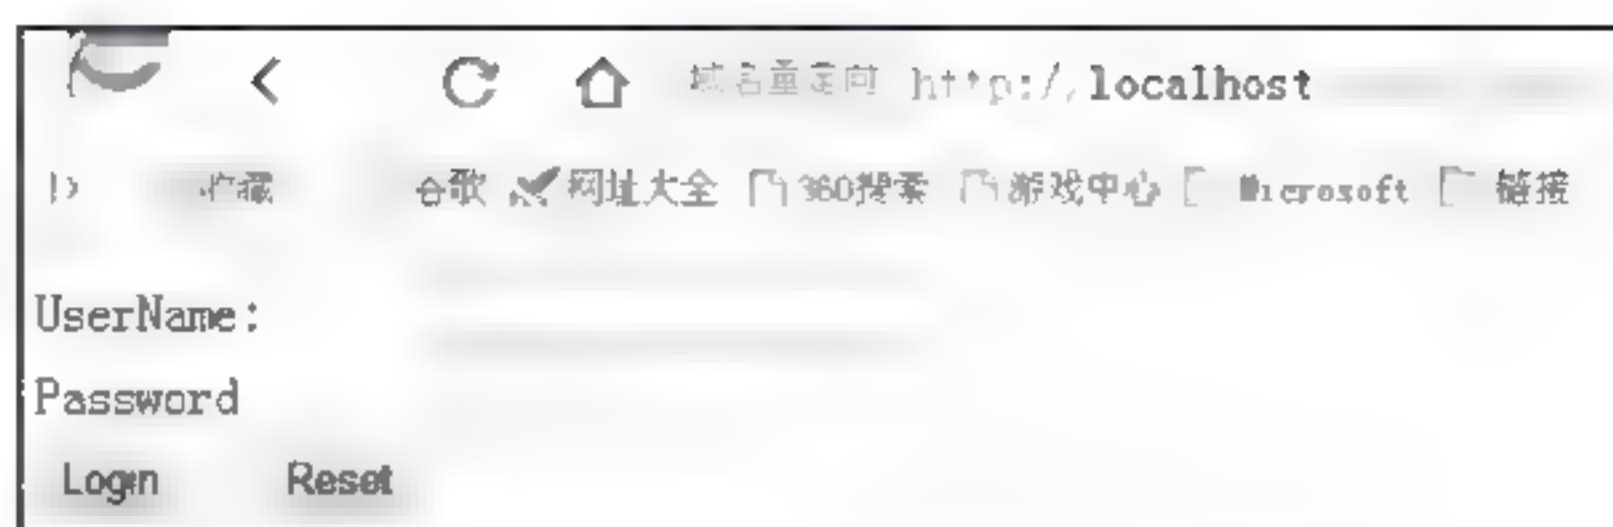 域名重定向 http://localhost
收藏 谷歌 网址大全 360搜索 游戏中心 Microsoft 链接
UserName:
Password
Login Reset